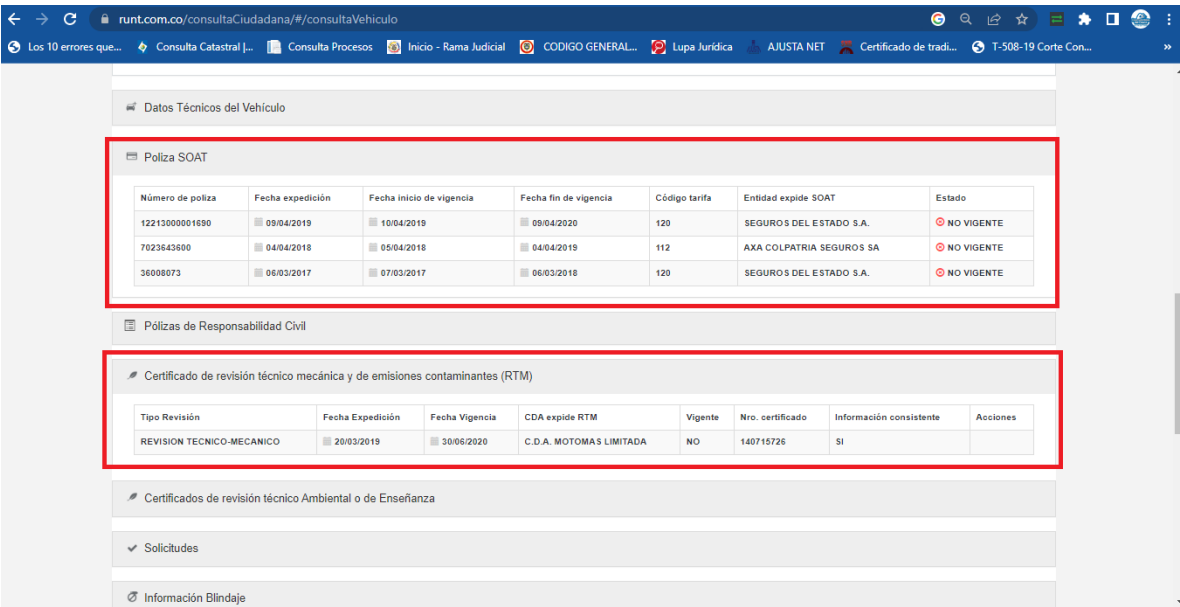 runt.com.co/consultaCiudadana/#/consultaVehiculo
Los 10 errores que... Consulta Catastral |... Consulta Procesos Inicio - Rama Judicial CODIGO GENERAL... Lupa Jurídica AJUSTA NET Certificado de tradi... T-508-19 Corte Con... »
Datos Técnicos del Vehículo
Poliza SOAT
Número de poliza Fecha expedición Fecha inicio de vigencia Fecha fin de vigencia Código tarifa Entidad expide SOAT Estado
12213000001690 09/04/2019 10/04/2019 09/04/2020 120 SEGUROS DEL ESTADO S.A. NO VIGENTE
7023643600 04/04/2018 05/04/2018 04/04/2019 112 AXA COLPATRIA SEGUROS SA NO VIGENTE
36008073 06/03/2017 07/03/2017 06/03/2018 120 SEGUROS DEL ESTADO S.A. NO VIGENTE
Pólizas de Responsabilidad Civil
Certificado de revisión técnico mecánica y de emisiones contaminantes (RTM)
Tipo Revisión Fecha Expedición Fecha Vigencia CDA expide RTM Vigente Nro. certificado Información consistente Acciones
REVISION TECNICO-MECANICO 20/03/2019 30/06/2020 C.D.A. MOTOMAS LIMITADA NO 140715726 SI
Certificados de revisión técnico Ambiental o de Enseñanza
Solicitudes
Información Blindaje